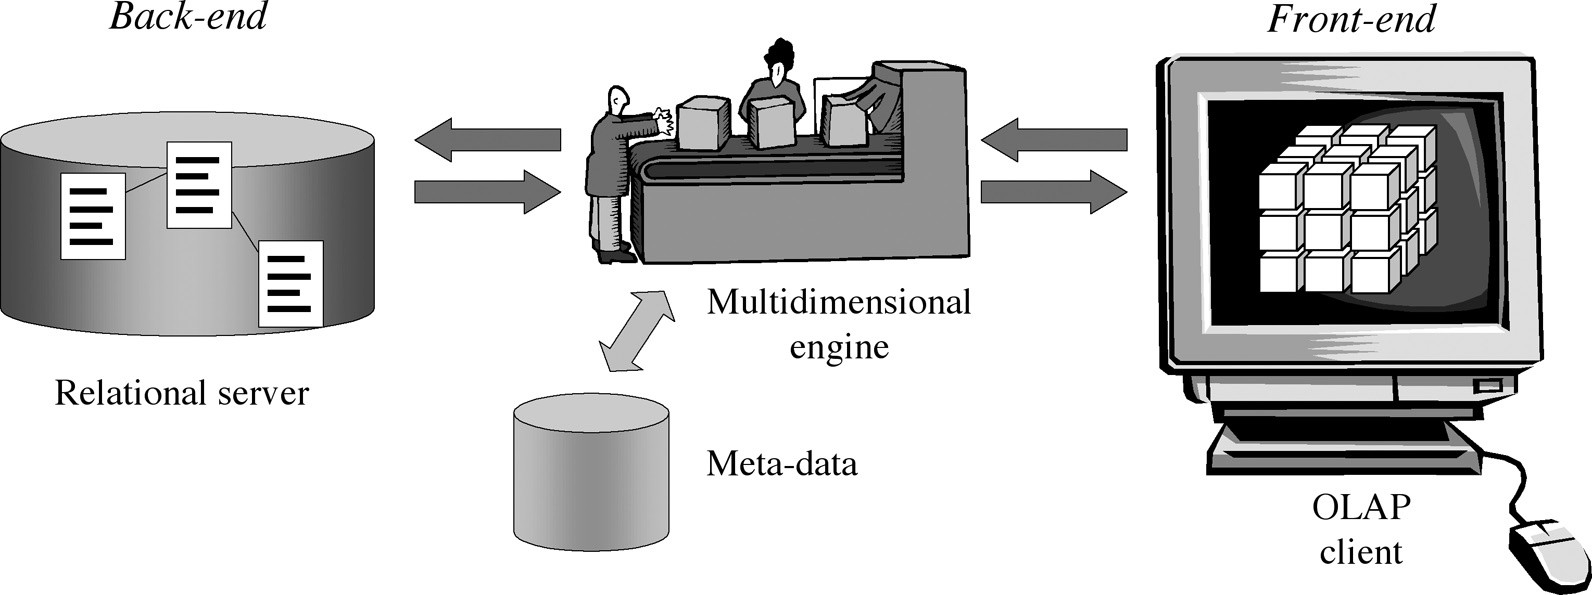 Back-end
Front-end
Multidimensional
engine
Relational server
Meta-data
OLAP
client